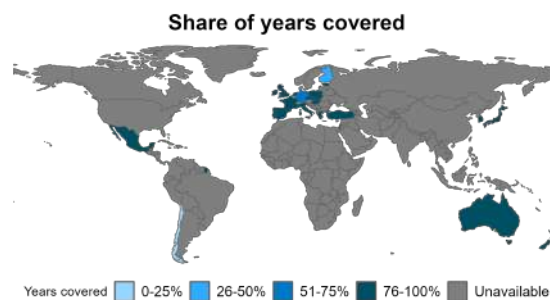 Share of years covered
Years covered 0-25% 26-50% 51-75% 76-100% Unavailable